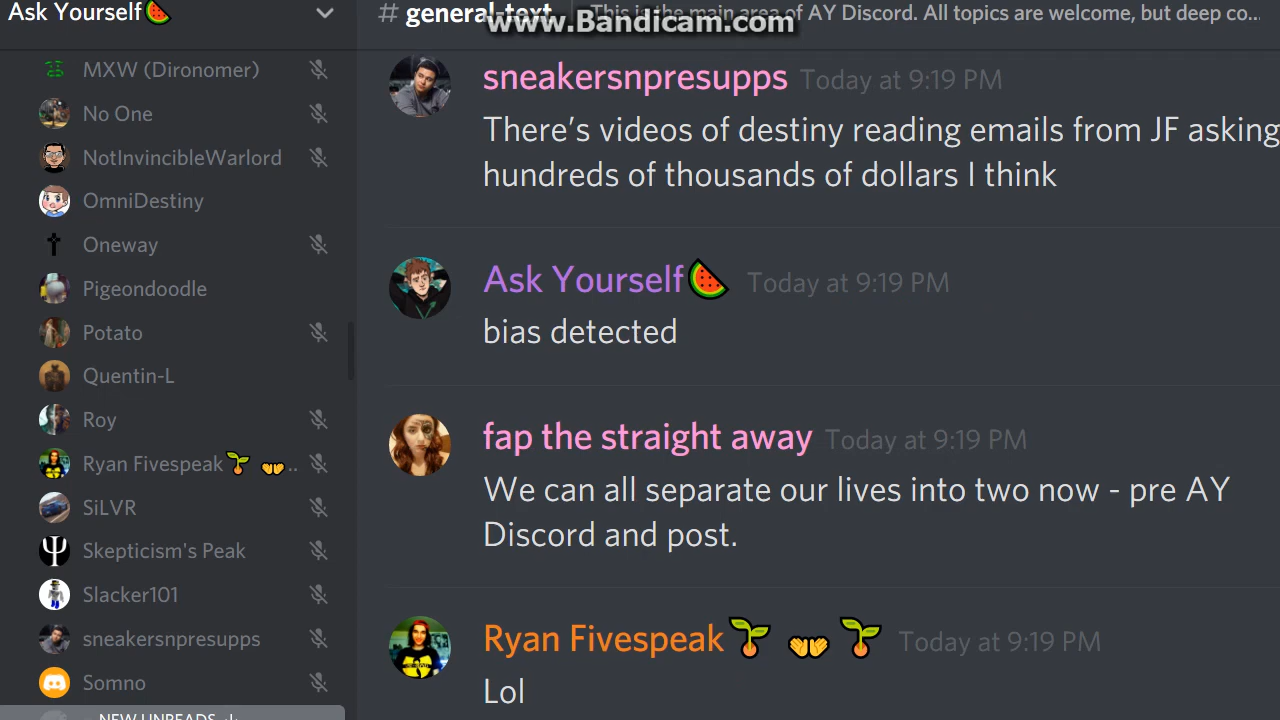 Ask Yourself🍉
# general-text
This is the main area of AY Discord. All topics are welcome, but deep co...
www.Bandicam.com
MXW (Dironomer)
No One
NotInvincibleWarlord
OmniDestiny
Oneway
Pigeondoodle
Potato
Quentin-L
Roy
Ryan Fivespeak🌱 👐..
SiLVR
Skepticism's Peak
Slacker101
sneakersnpresupps
Somno
NEW UNREADS
sneakersnpresupps Today at 9:19 PM
There's videos of destiny reading emails from JF asking
hundreds of thousands of dollars I think
Ask Yourself🍉 Today at 9:19 PM
bias detected
fap the straight away Today at 9:19 PM
We can all separate our lives into two now - pre AY
Discord and post.
Ryan Fivespeak🌱 👐 🌱 Today at 9:19 PM
Lol